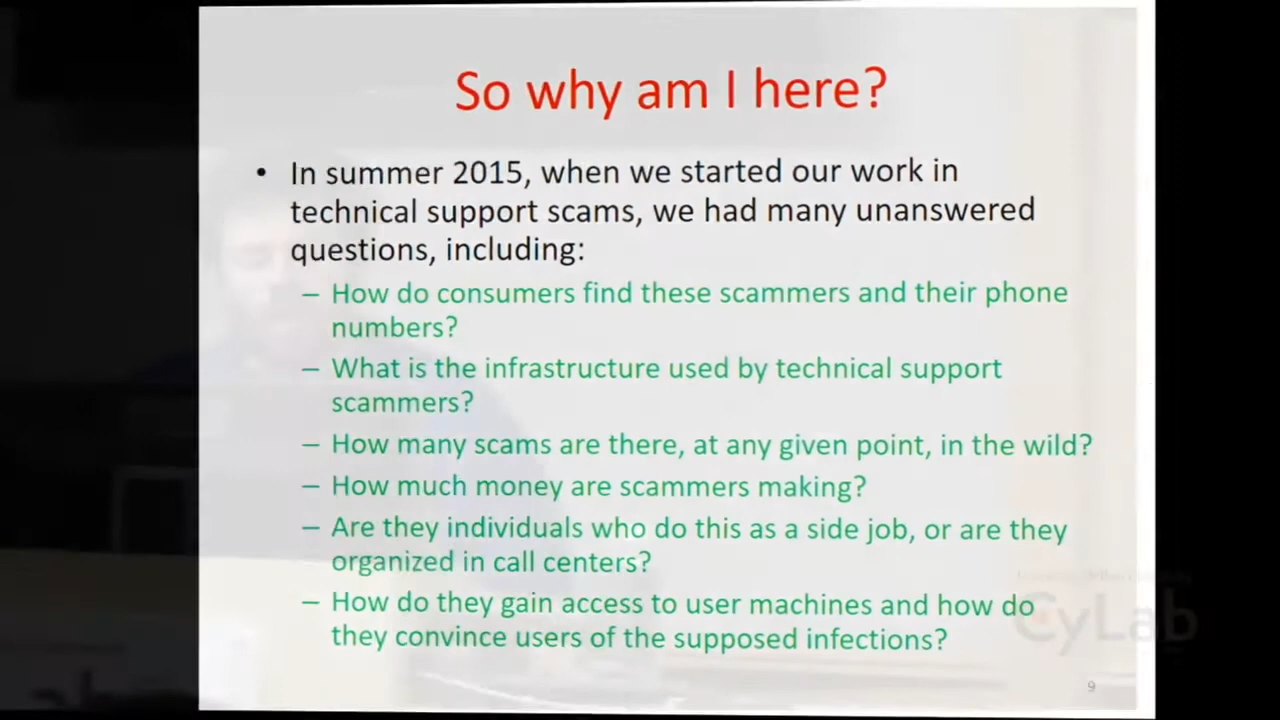 So why am I here?
• In summer 2015, when we started our work in
technical support scams, we had many unanswered
questions, including:
– How do consumers find these scammers and their phone
numbers?
– What is the infrastructure used by technical support
scammers?
– How many scams are there, at any given point, in the wild?
– How much money are scammers making?
– Are they individuals who do this as a side job, or are they
organized in call centers?
– How do they gain access to user machines and how do
they convince users of the supposed infections?
CyLab
9